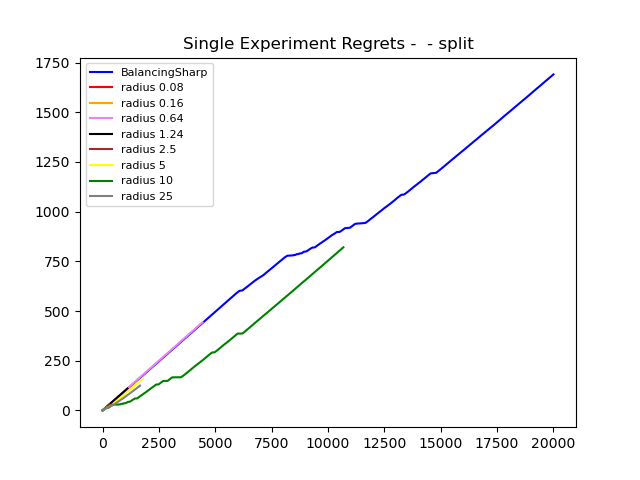 Single Experiment Regrets -  - split
1750
1500
1250
1000
750
500
250
0
BalancingSharp
radius 0.08
radius 0.16
radius 0.64
radius 1.24
radius 2.5
radius 5
radius 10
radius 25
0 2500 5000 7500 10000 12500 15000 17500 20000